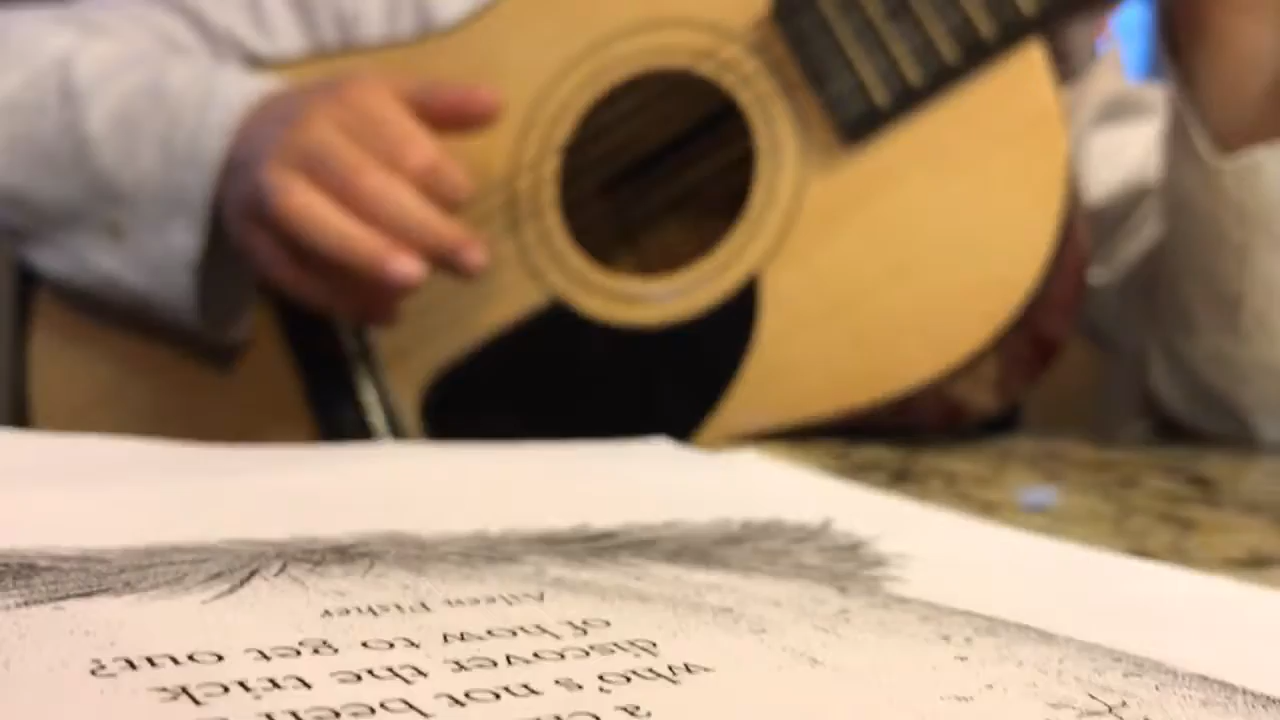 a c
who's not been
discover the trick
of how to get out?
Aileen Fisher